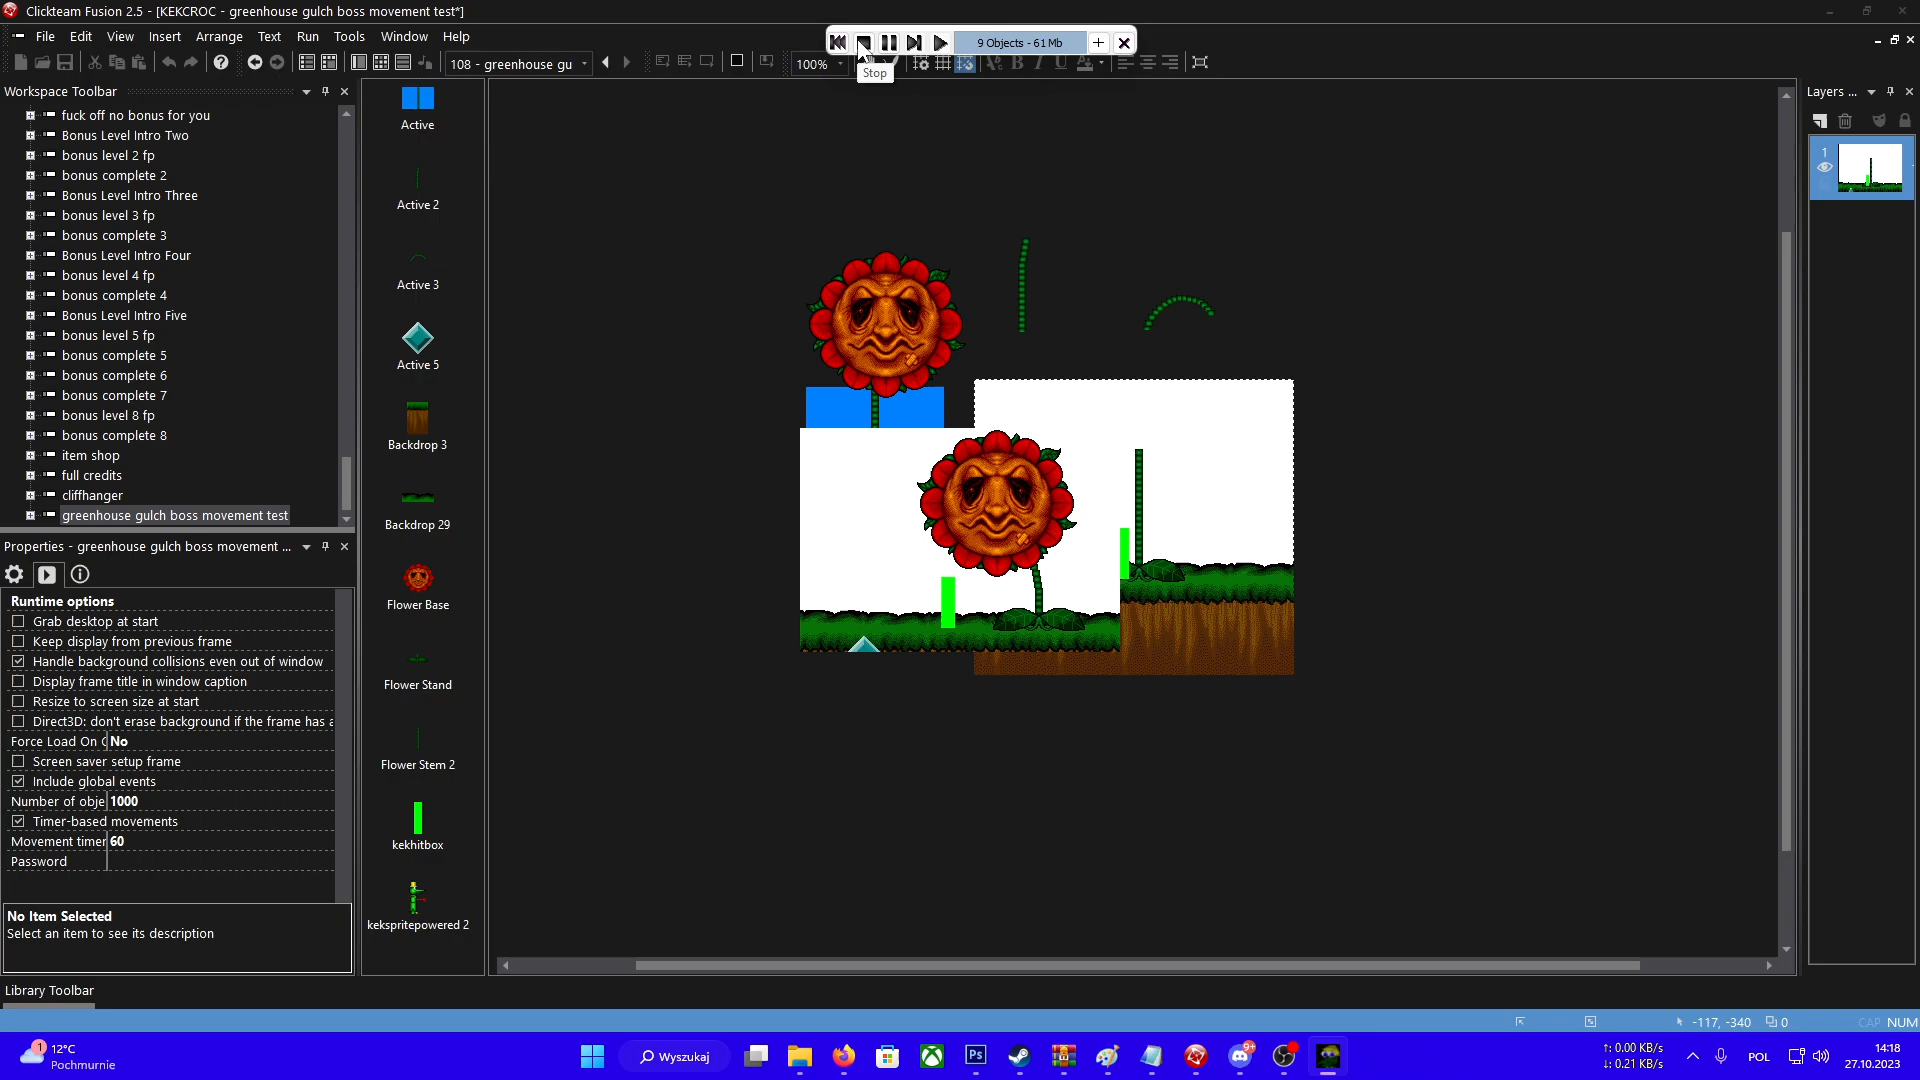 Clickteam Fusion 2.5 - [KEKCROC - greenhouse gulch boss movement test*]
File Edit View Insert Arrange Text Run Tools Window Help
9 Objects - 61 Mb
108 - greenhouse gu
100%
B I U A
Stop
Workspace Toolbar
fuck off no bonus for you
Bonus Level Intro Two
bonus level 2 fp
bonus complete 2
Bonus Level Intro Three
bonus level 3 fp
bonus complete 3
Bonus Level Intro Four
bonus level 4 fp
bonus complete 4
Bonus Level Intro Five
bonus level 5 fp
bonus complete 5
bonus complete 6
bonus complete 7
bonus level 8 fp
bonus complete 8
item shop
full credits
cliffhanger
greenhouse gulch boss movement test
Properties - greenhouse gulch boss movement ...
Runtime options
Grab desktop at start
Keep display from previous frame
Handle background collisions even out of window
Display frame title in window caption
Resize to screen size at start
Direct3D: don't erase background if the frame has a
Force Load On C No
Screen saver setup frame
Include global events
Number of obje 1000
Timer-based movements
Movement timer 60
Password
No Item Selected
Select an item to see its description
Active
Active 2
Active 3
Active 5
Backdrop 3
Backdrop 29
Flower Base
Flower Stand
Flower Stem 2
kekhitbox
kekspritepowered 2
Layers ...
1
Library Toolbar
-117, -340
0
CAP NUM
1
12°C
Pochmurnie
Wyszukaj
Ps
9+
↑: 0.00 KB/s
↓: 0.21 KB/s
POL
14:18
27.10.2023